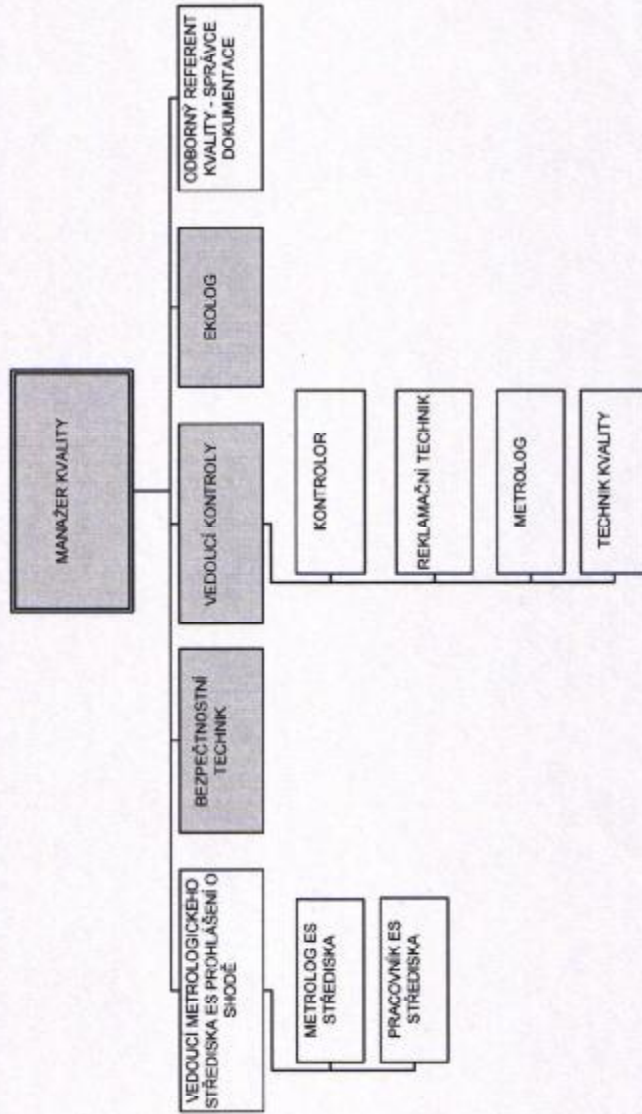 MANAŽER KVALITY
VEDOUCÍ METROLOGICKÉHO
STŘEDISKA ES PROHLÁŠENÍ O
SHODĚ
BEZPEČTNOSTNÍ
TECHNIK
VEDOUCÍ KONTROLY
EKOLOG
ODBORNÝ REFERENT
KVALITY - SPRÁVCE
DOKUMENTACE
METROLOG ES
STŘEDISKA
PRACOVNÍK ES
STŘEDISKA
KONTROLOR
REKLAMAČNÍ TECHNIK
METROLOG
TECHNIK KVALITY